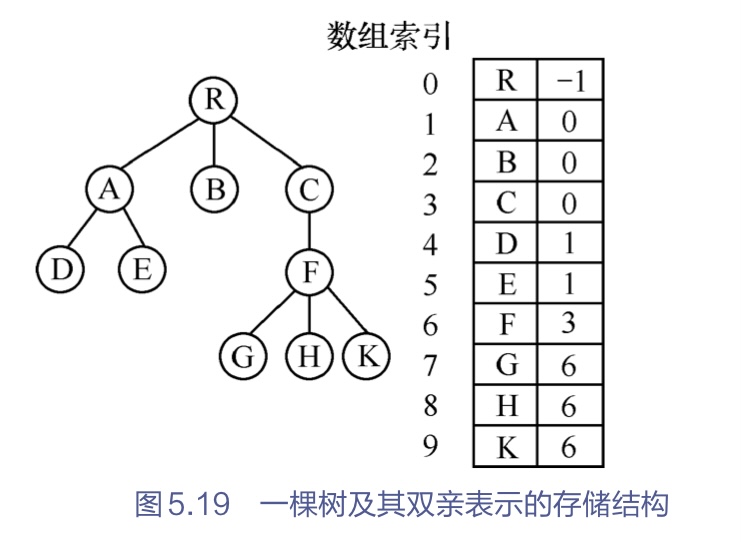 数组索引
R
A B C
D E F
G H K
0 R −1
1 A 0
2 B 0
3 C 0
4 D 1
5 E 1
6 F 3
7 G 6
8 H 6
9 K 6
图5.19 一棵树及其双亲表示的存储结构